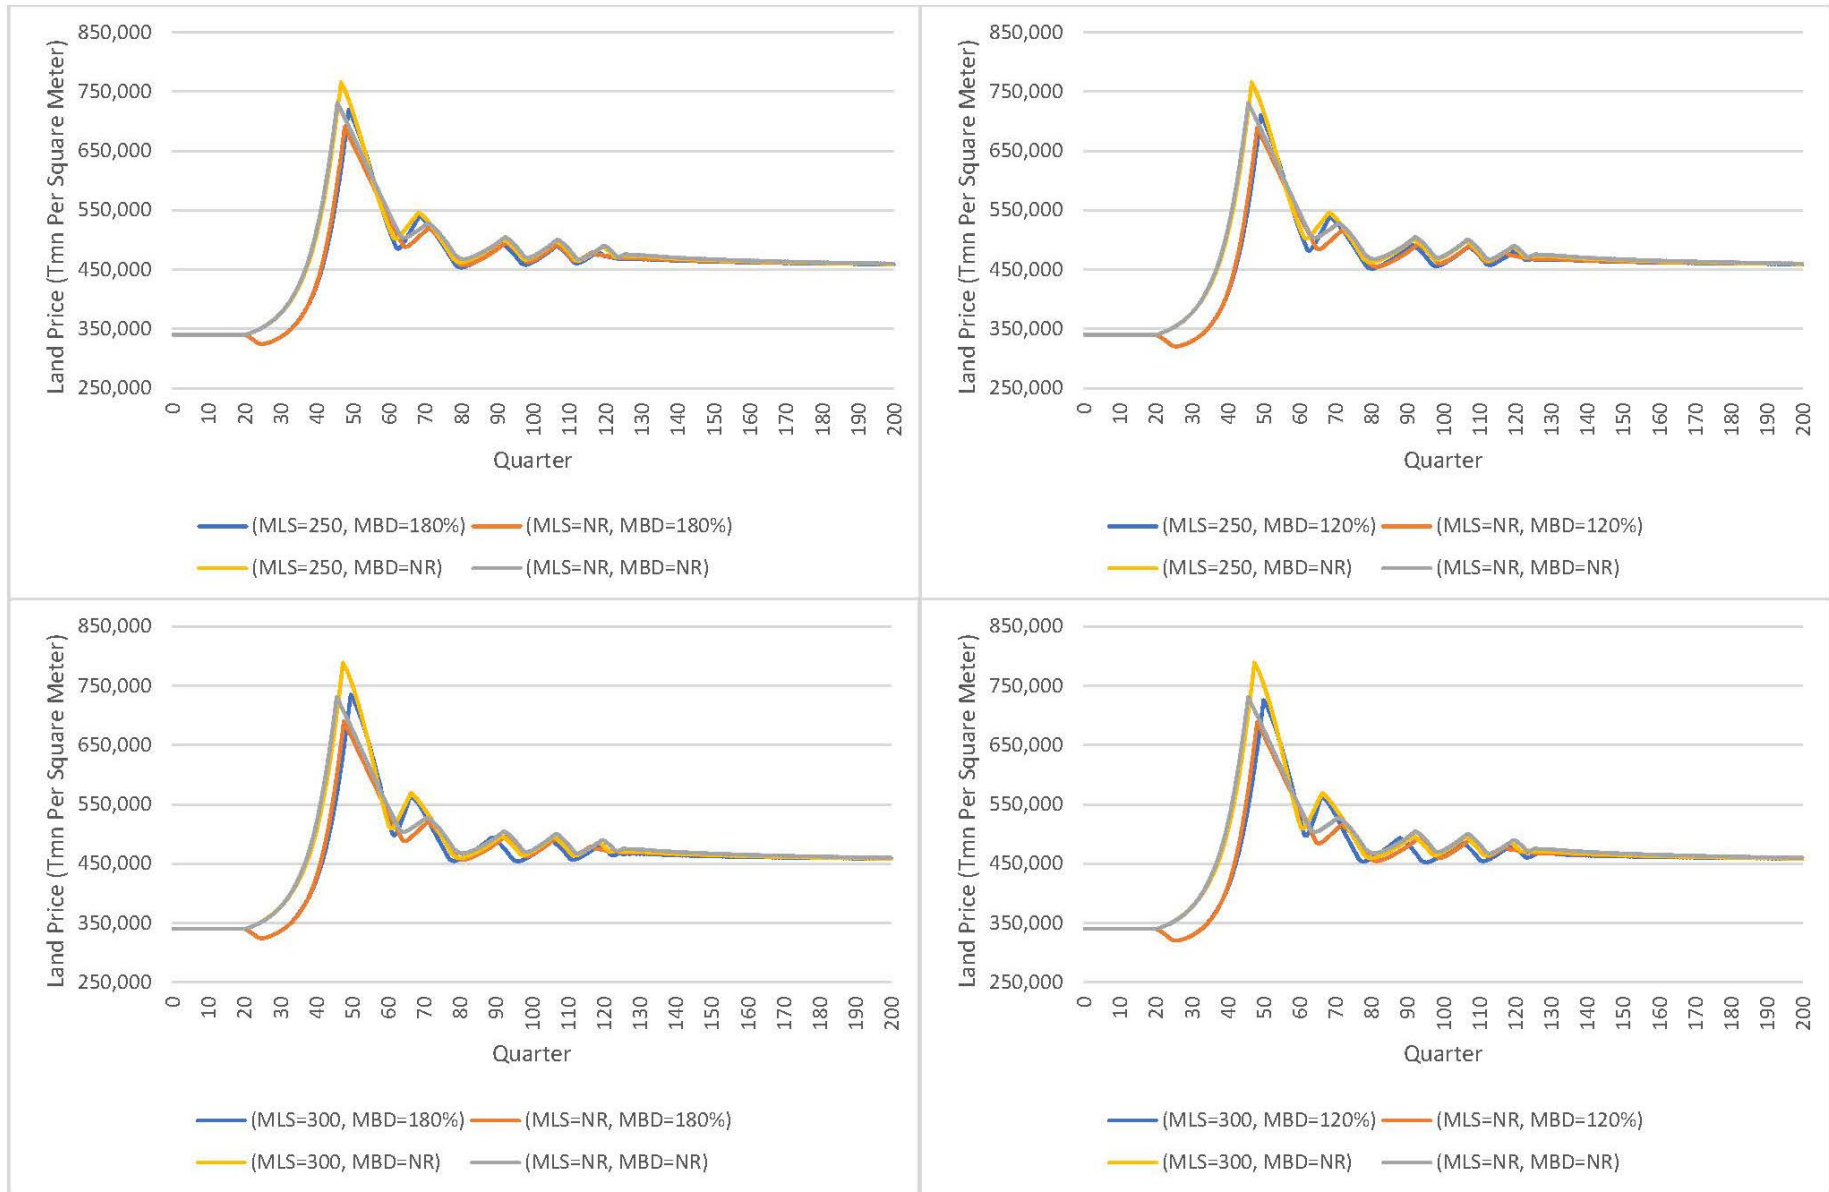 Land Price (Tmn Per Square Meter)
850,000
750,000
650,000
550,000
450,000
350,000
250,000
0 10 20 30 40 50 60 70 80 90 100 110 120 130 140 150 160 170 180 190 200
Quarter
(MLS=250, MBD=180%) (MLS=NR, MBD=180%)
(MLS=250, MBD=NR) (MLS=NR, MBD=NR)
Land Price (Tmn Per Square Meter)
850,000
750,000
650,000
550,000
450,000
350,000
250,000
0 10 20 30 40 50 60 70 80 90 100 110 120 130 140 150 160 170 180 190 200
Quarter
(MLS=250, MBD=120%) (MLS=NR, MBD=120%)
(MLS=250, MBD=NR) (MLS=NR, MBD=NR)
Land Price (Tmn Per Square Meter)
850,000
750,000
650,000
550,000
450,000
350,000
250,000
0 10 20 30 40 50 60 70 80 90 100 110 120 130 140 150 160 170 180 190 200
Quarter
(MLS=300, MBD=180%) (MLS=NR, MBD=180%)
(MLS=300, MBD=NR) (MLS=NR, MBD=NR)
Land Price (Tmn Per Square Meter)
850,000
750,000
650,000
550,000
450,000
350,000
250,000
0 10 20 30 40 50 60 70 80 90 100 110 120 130 140 150 160 170 180 190 200
Quarter
(MLS=300, MBD=120%) (MLS=NR, MBD=120%)
(MLS=300, MBD=NR) (MLS=NR, MBD=NR)